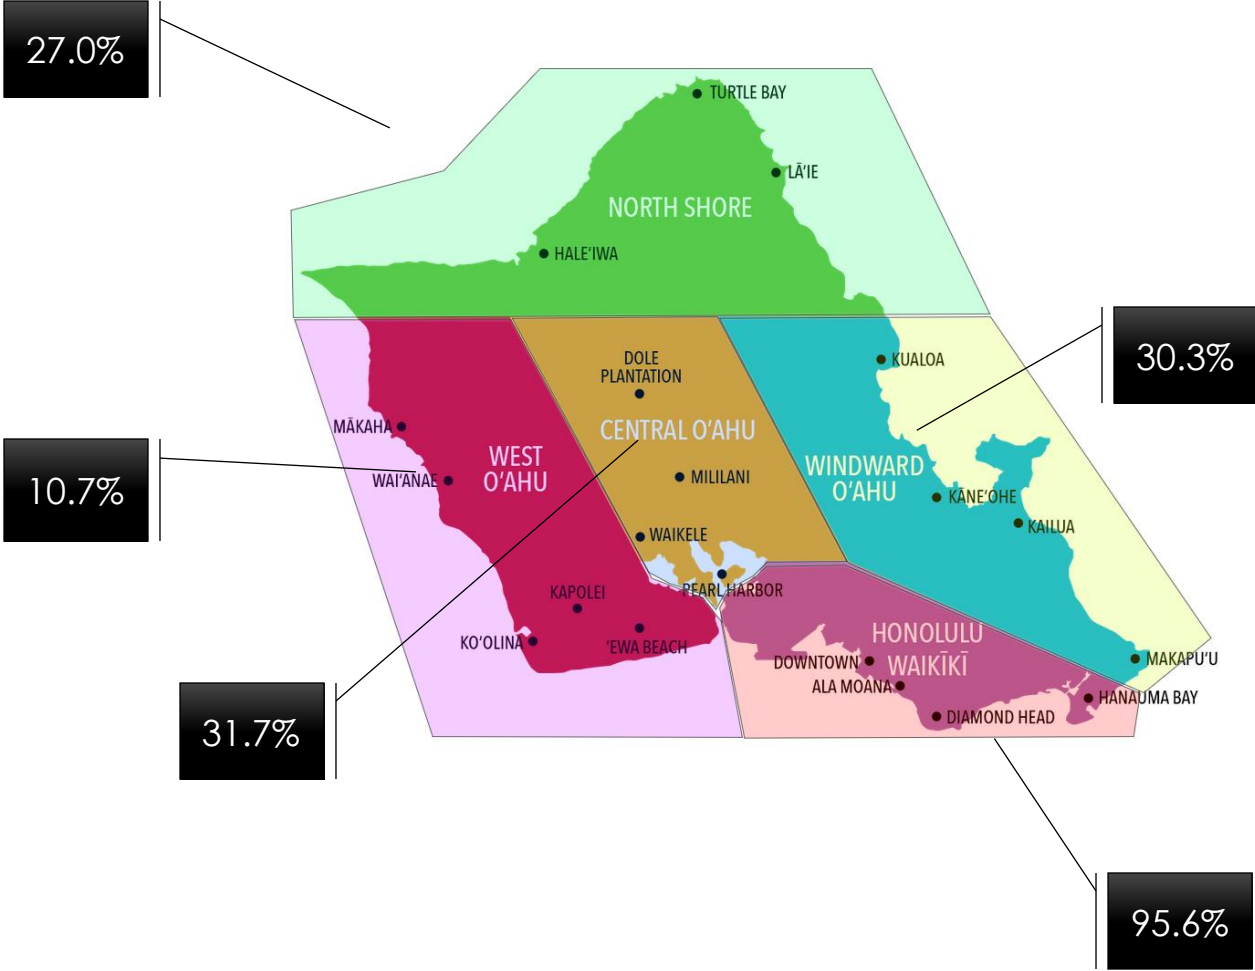 27.0%
TURTLE BAY
LĀ‘IE
NORTH SHORE
HALE‘IWA
DOLE
PLANTATION
KUALOA
30.3%
MĀKAHA
CENTRAL O‘AHU
10.7%
WEST
O‘AHU
WAI‘ANAE
MILILANI
WINDWARD
O‘AHU
KĀNE‘OHE
KAILUA
WAIKELE
PEARL HARBOR
KAPOLEI
KO‘OLINA
‘EWA BEACH
HONOLULU
WAIKĪKĪ
DOWNTOWN
ALA MOANA
DIAMOND HEAD
MAKAPU‘U
HANAUMA BAY
31.7%
95.6%